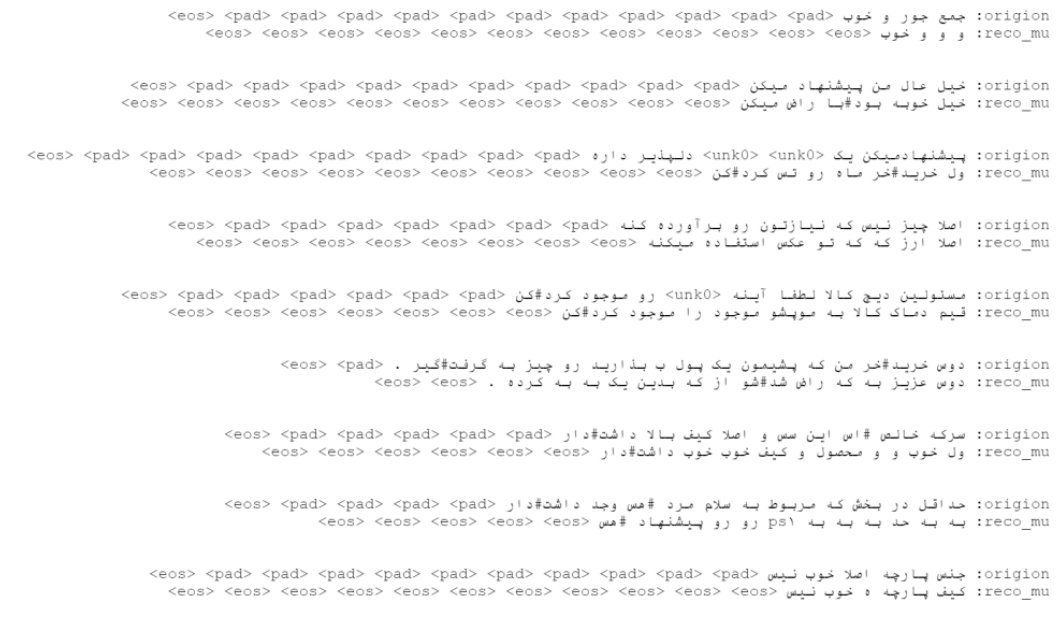 origion: جمع جور و خوب <pad> <pad> <pad> <pad> <pad> <pad> <pad> <pad> <pad> <pad> <pad> <eos>
reco_mu: و و و خوب <eos> <eos> <eos> <eos> <eos> <eos> <eos> <eos> <eos> <eos> <eos> <eos>
origion: خیل عال من پیشنهاد میکن <pad> <pad> <pad> <pad> <pad> <pad> <pad> <pad> <pad> <pad> <eos>
reco_mu: خیل خوبه بود#با راض میکن <eos> <eos> <eos> <eos> <eos> <eos> <eos> <eos> <eos> <eos> <eos>
origion: پیشنهادمیکن یک <unk0> <unk0> دلپذیر داره <pad> <pad> <pad> <pad> <pad> <pad> <pad> <pad> <pad> <eos>
reco_mu: ول خرید#خر ماه رو تس کرد#کن <eos> <eos> <eos> <eos> <eos> <eos> <eos> <eos> <eos> <eos>
origion: اصلا چیز نیس که نیازتون رو برآورده کنه <pad> <pad> <pad> <pad> <pad> <pad> <pad> <eos>
reco_mu: اصلا ارز که که تو عکس استفاده میکنه <eos> <eos> <eos> <eos> <eos> <eos> <eos> <eos>
origion: مسئولین دیج کالا لطفا آینه <unk0> رو موجود کرد#کن <pad> <pad> <pad> <pad> <pad> <pad> <eos>
reco_mu: قیم دماک کالا به موپشو موجود را موجود کرد#کن <eos> <eos> <eos> <eos> <eos> <eos> <eos>
origion: دوس خرید#خر من که پشیمون یک پول ب بذارید رو چیز به گرفت#گیر . <pad> <eos>
reco_mu: دوس عزیز به که راض شد#شو از که بدین یک به به کرده . <eos> <eos>
origion: سرکه خالص #اس این سس و اصلا کیف بالا داشت#دار <pad> <pad> <pad> <pad> <pad> <eos>
reco_mu: ول خوب و و محصول و کیف خوب خوب داشت#دار <eos> <eos> <eos> <eos> <eos> <eos>
origion: حداقل در بخش که مربوط به سلام مرد #هس وجد داشت#دار <pad> <pad> <pad> <pad> <eos>
reco_mu: به به حد به به به ps۱ رو رو پیشنهاد #هس <eos> <eos> <eos> <eos> <eos>
origion: جنس پارچه اصلا خوب نیس <pad> <pad> <pad> <pad> <pad> <pad> <pad> <pad> <pad> <pad> <eos>
reco_mu: کیف پارچه ه خوب نیس <eos> <eos> <eos> <eos> <eos> <eos> <eos> <eos> <eos> <eos> <eos>